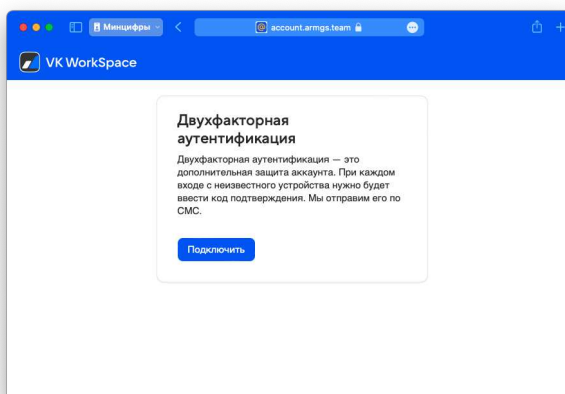 Минцифры
account.armgs.team
VK WorkSpace
Двухфакторная
аутентификация
Двухфакторная аутентификация — это
дополнительная защита аккаунта. При каждом
входе с неизвестного устройства нужно будет
ввести код подтверждения. Мы отправим его по
СМС.
Подключить